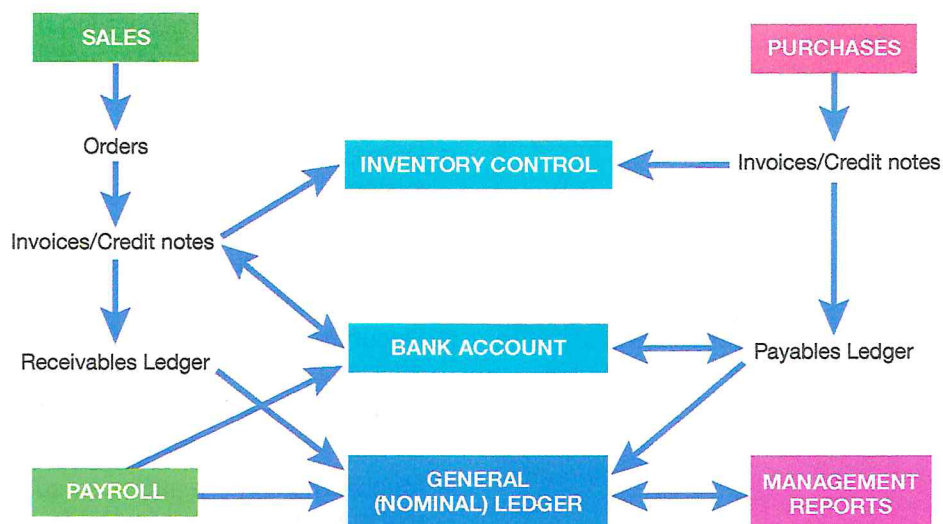 SALES
PURCHASES
Orders
INVENTORY CONTROL
Invoices/Credit notes
Invoices/Credit notes
BANK ACCOUNT
Receivables Ledger
Payables Ledger
PAYROLL
GENERAL
(NOMINAL) LEDGER
MANAGEMENT
REPORTS